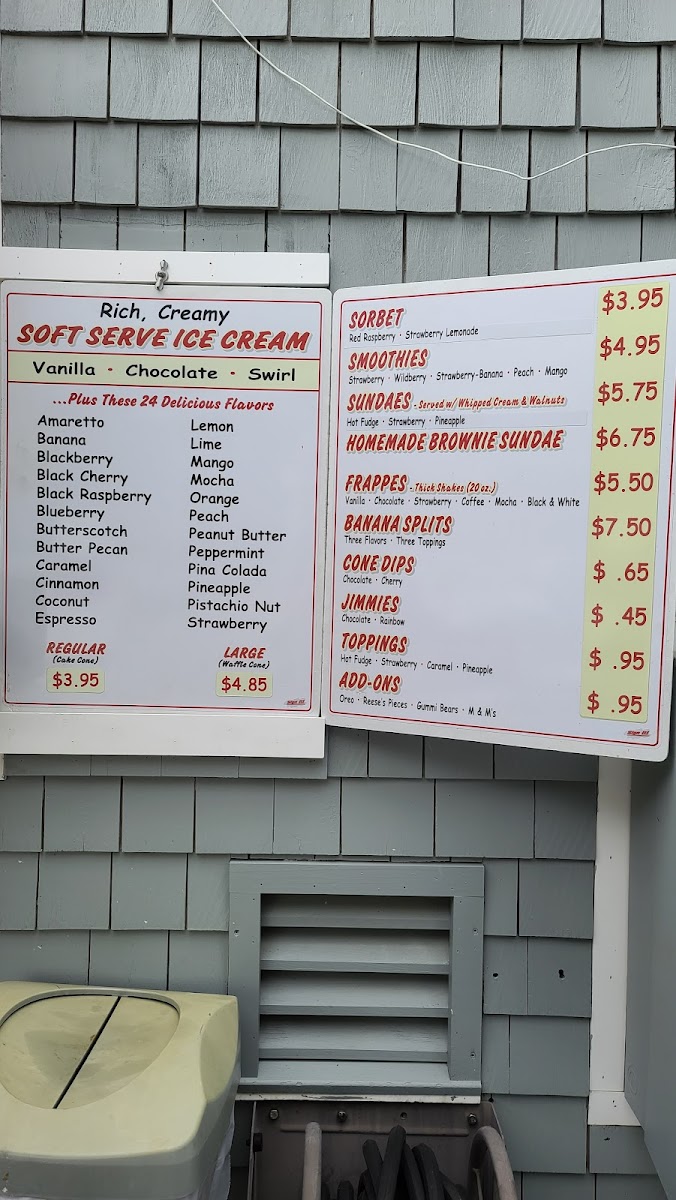 Rich, Creamy
SOFT SERVE ICE CREAM
Vanilla · Chocolate · Swirl
...Plus These 24 Delicious Flavors
Amaretto
Banana
Blackberry
Black Cherry
Black Raspberry
Blueberry
Butterscotch
Butter Pecan
Caramel
Cinnamon
Coconut
Espresso
Lemon
Lime
Mango
Mocha
Orange
Peach
Peanut Butter
Peppermint
Pina Colada
Pineapple
Pistachio Nut
Strawberry
REGULAR
(Cake Cone)
$3.95
LARGE
(Waffle Cone)
$4.85
SORBET $3.95
Red Raspberry · Strawberry Lemonade
SMOOTHIES $4.95
Strawberry · Wildberry · Strawberry-Banana · Peach · Mango
SUNDAES - Served w/ Whipped Cream & Walnuts $5.75
Hot Fudge · Strawberry · Pineapple
HOMEMADE BROWNIE SUNDAE $6.75
FRAPPES - Thick Shakes (20 oz.) $5.50
Vanilla · Chocolate · Strawberry · Coffee · Mocha · Black & White
BANANA SPLITS $7.50
Three Flavors · Three Toppings
CONE DIPS $ .65
Chocolate · Cherry
JIMMIES $ .45
Chocolate · Rainbow
TOPPINGS $ .95
Hot Fudge · Strawberry · Caramel · Pineapple
ADD-ONS $ .95
Oreo · Reese's Pieces · Gummi Bears · M & M's